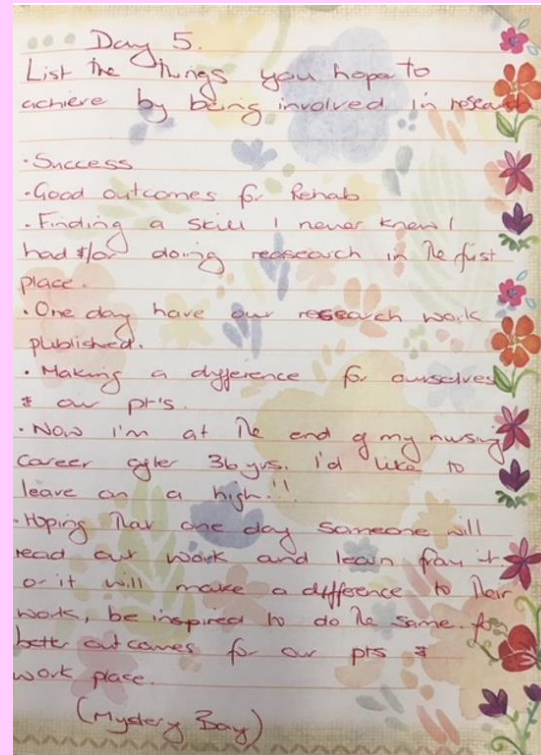 Day 5.
List the things you hope to
achieve by being involved in research
· Success
· Good outcomes for Rehab
· Finding a skill I never knew I
had &/or doing reasearch in the first
place.
· One day have our research work
published.
· Making a difference for ourselves
& our pt's.
· Now i'm at the end of my nursing
career after 36 yrs. i'd like to
leave on a high!!
· Hoping that one day someone will
read our work and learn from it.
or it will make a difference to their
work, be inspired to do the same. for
better outcomes for our pts &
work place.
(Mystery Bay)